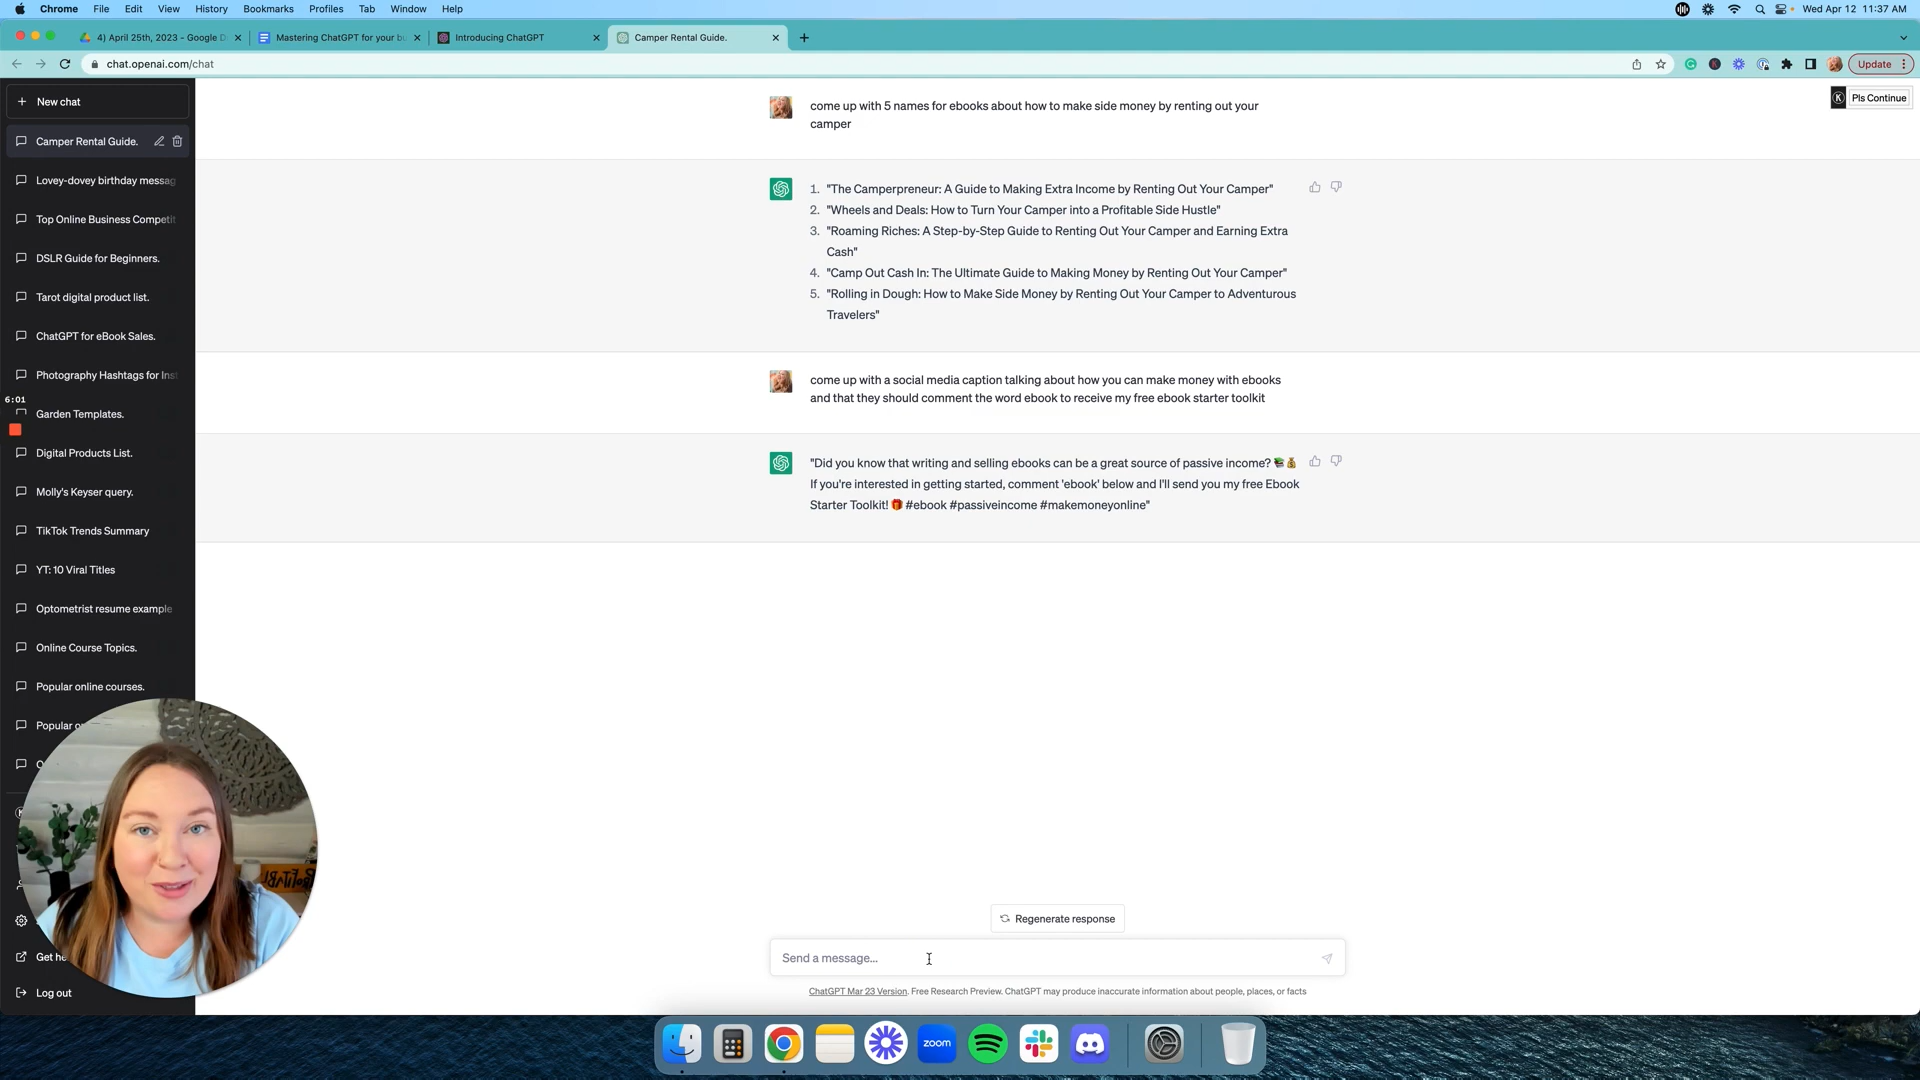 Chrome File Edit View History Bookmarks Profiles Tab Window Help
Wed Apr 12 11:37 AM
4) April 25th, 2023 - Google D
Mastering ChatGPT for your bu
Introducing ChatGPT
Camper Rental Guide.
chat.openai.com/chat
Update
New chat
Pls Continue
Camper Rental Guide.
Lovey-dovey birthday messag
Top Online Business Competit
DSLR Guide for Beginners.
Tarot digital product list.
ChatGPT for eBook Sales.
Photography Hashtags for Inst
6:01
Garden Templates.
Digital Products List.
Molly's Keyser query.
TikTok Trends Summary
YT: 10 Viral Titles
Optometrist resume example
Online Course Topics.
Popular online courses.
Popular o
Get he
Log out
come up with 5 names for ebooks about how to make side money by renting out your
camper
1. "The Camperpreneur: A Guide to Making Extra Income by Renting Out Your Camper"
2. "Wheels and Deals: How to Turn Your Camper into a Profitable Side Hustle"
3. "Roaming Riches: A Step-by-Step Guide to Renting Out Your Camper and Earning Extra
Cash"
4. "Camp Out Cash In: The Ultimate Guide to Making Money by Renting Out Your Camper"
5. "Rolling in Dough: How to Make Side Money by Renting Out Your Camper to Adventurous
Travelers"
come up with a social media caption talking about how you can make money with ebooks
and that they should comment the word ebook to receive my free ebook starter toolkit
"Did you know that writing and selling ebooks can be a great source of passive income? 📚💰
If you're interested in getting started, comment 'ebook' below and I'll send you my free Ebook
Starter Toolkit! 🎁 #ebook #passiveincome #makemoneyonline"
Regenerate response
Send a message...
ChatGPT Mar 23 Version. Free Research Preview. ChatGPT may produce inaccurate information about people, places, or facts
zoom